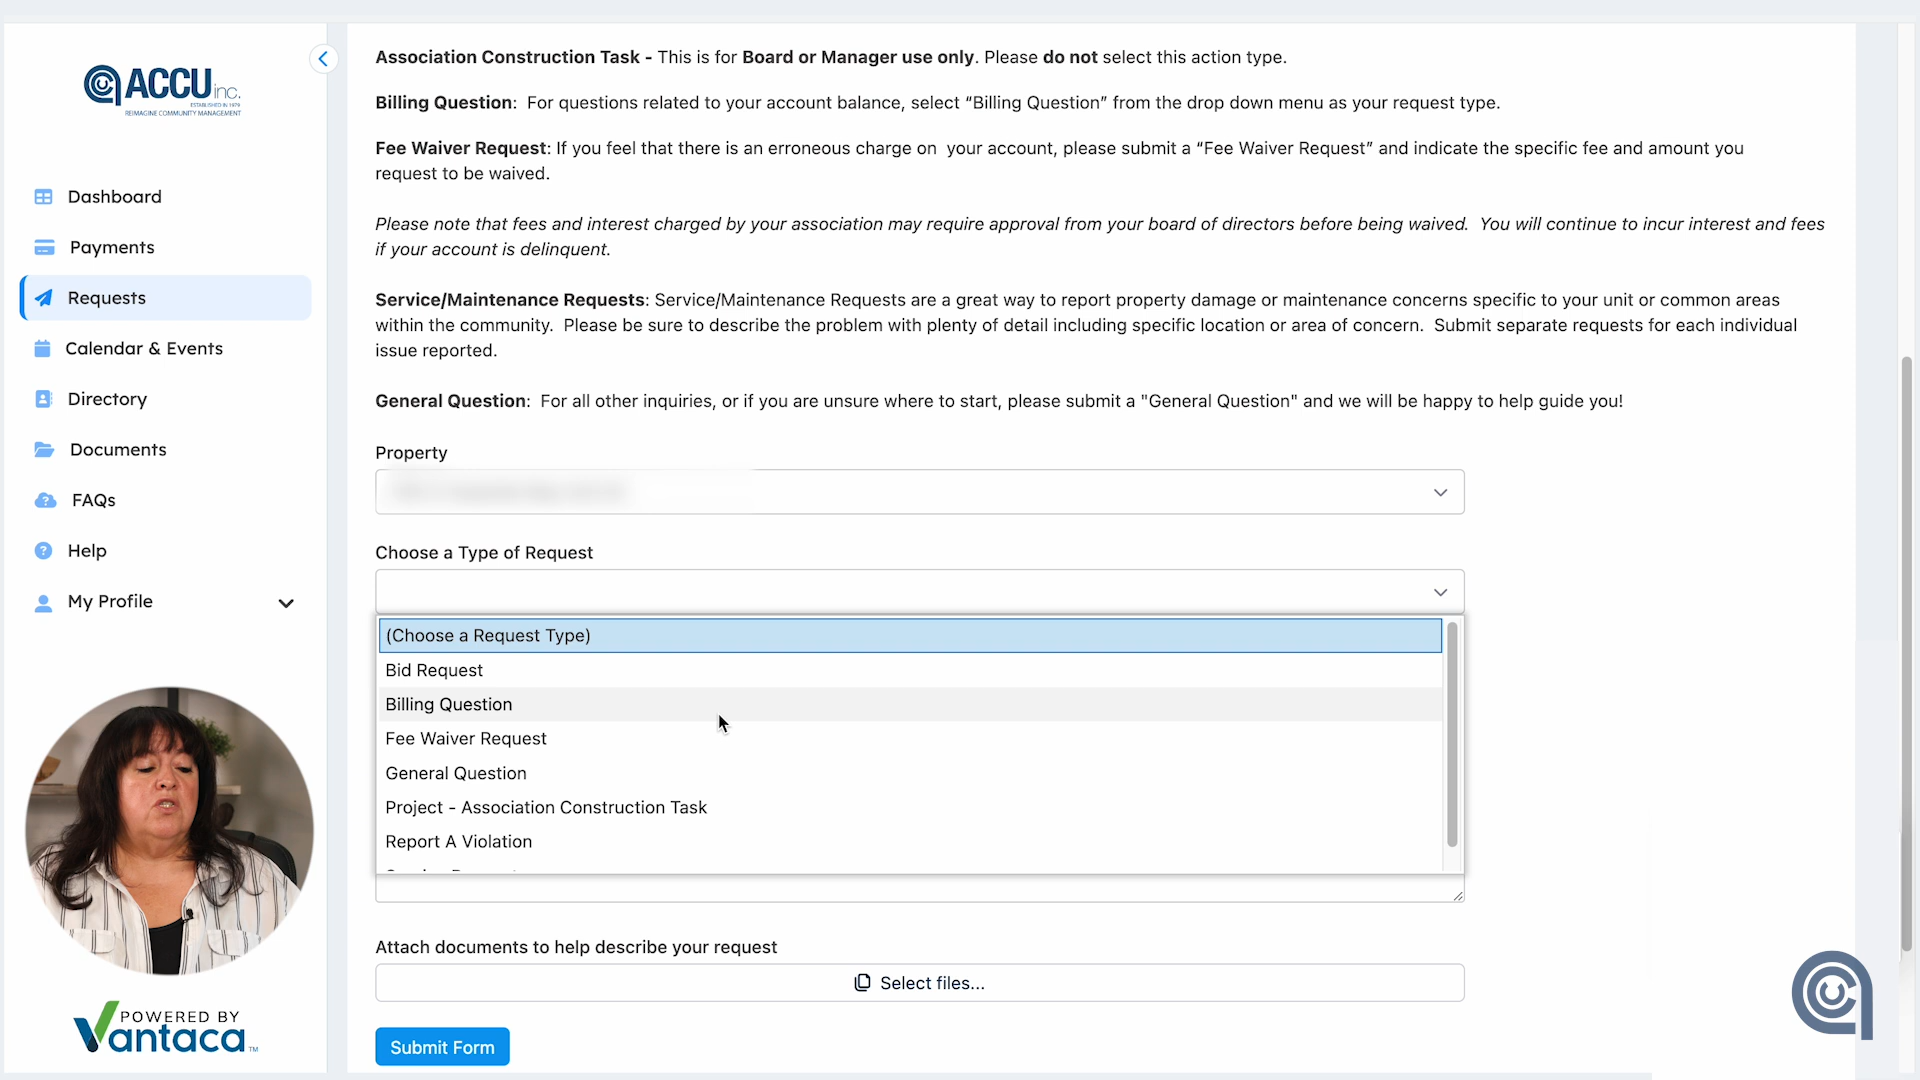 ACCU inc.
ESTABLISHED IN 1979
REIMAGINE COMMUNITY MANAGEMENT
Dashboard
Payments
Requests
Calendar & Events
Directory
Documents
FAQs
Help
My Profile
POWERED BY
Vantaca™
Association Construction Task - This is for Board or Manager use only. Please do not select this action type.
Billing Question: For questions related to your account balance, select “Billing Question” from the drop down menu as your request type.
Fee Waiver Request: If you feel that there is an erroneous charge on your account, please submit a “Fee Waiver Request” and indicate the specific fee and amount you
request to be waived.
Please note that fees and interest charged by your association may require approval from your board of directors before being waived. You will continue to incur interest and fees
if your account is delinquent.
Service/Maintenance Requests: Service/Maintenance Requests are a great way to report property damage or maintenance concerns specific to your unit or common areas
within the community. Please be sure to describe the problem with plenty of detail including specific location or area of concern. Submit separate requests for each individual
issue reported.
General Question: For all other inquiries, or if you are unsure where to start, please submit a "General Question" and we will be happy to help guide you!
Property
Choose a Type of Request
(Choose a Request Type)
Bid Request
Billing Question
Fee Waiver Request
General Question
Project - Association Construction Task
Report A Violation
Attach documents to help describe your request
Select files...
Submit Form